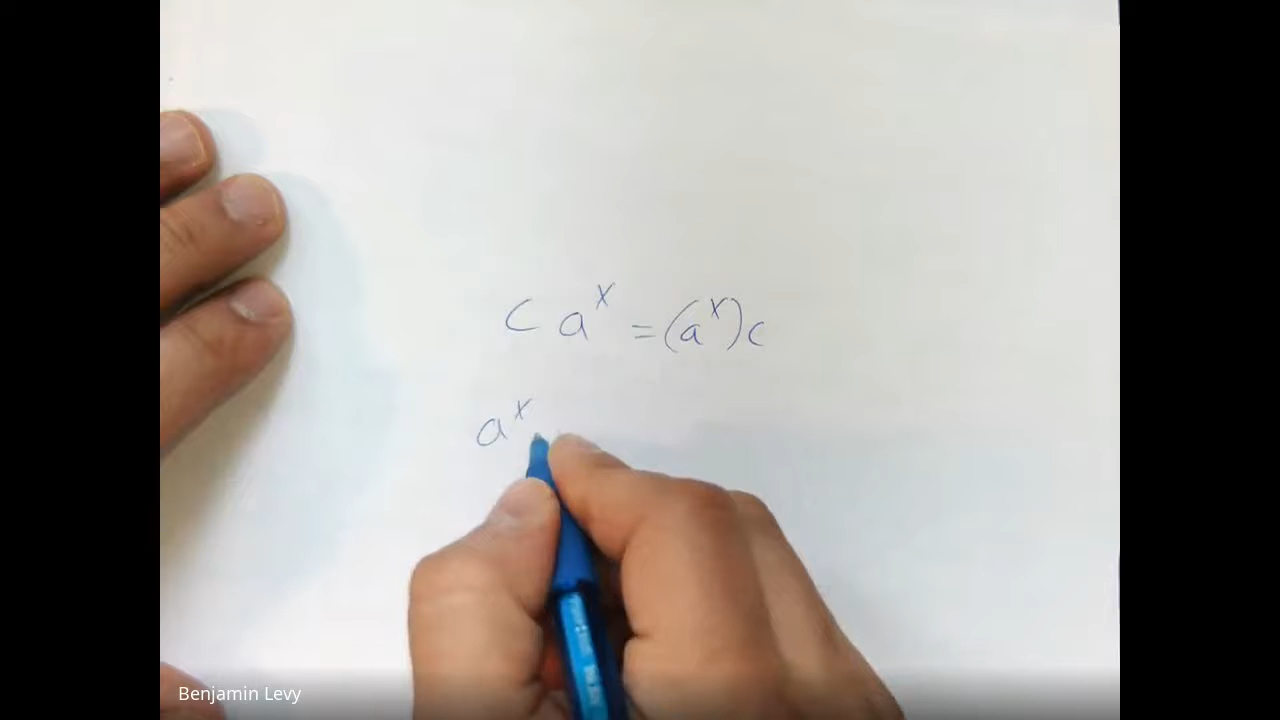 c a^x = (a^x) c
a^x
Benjamin Levy